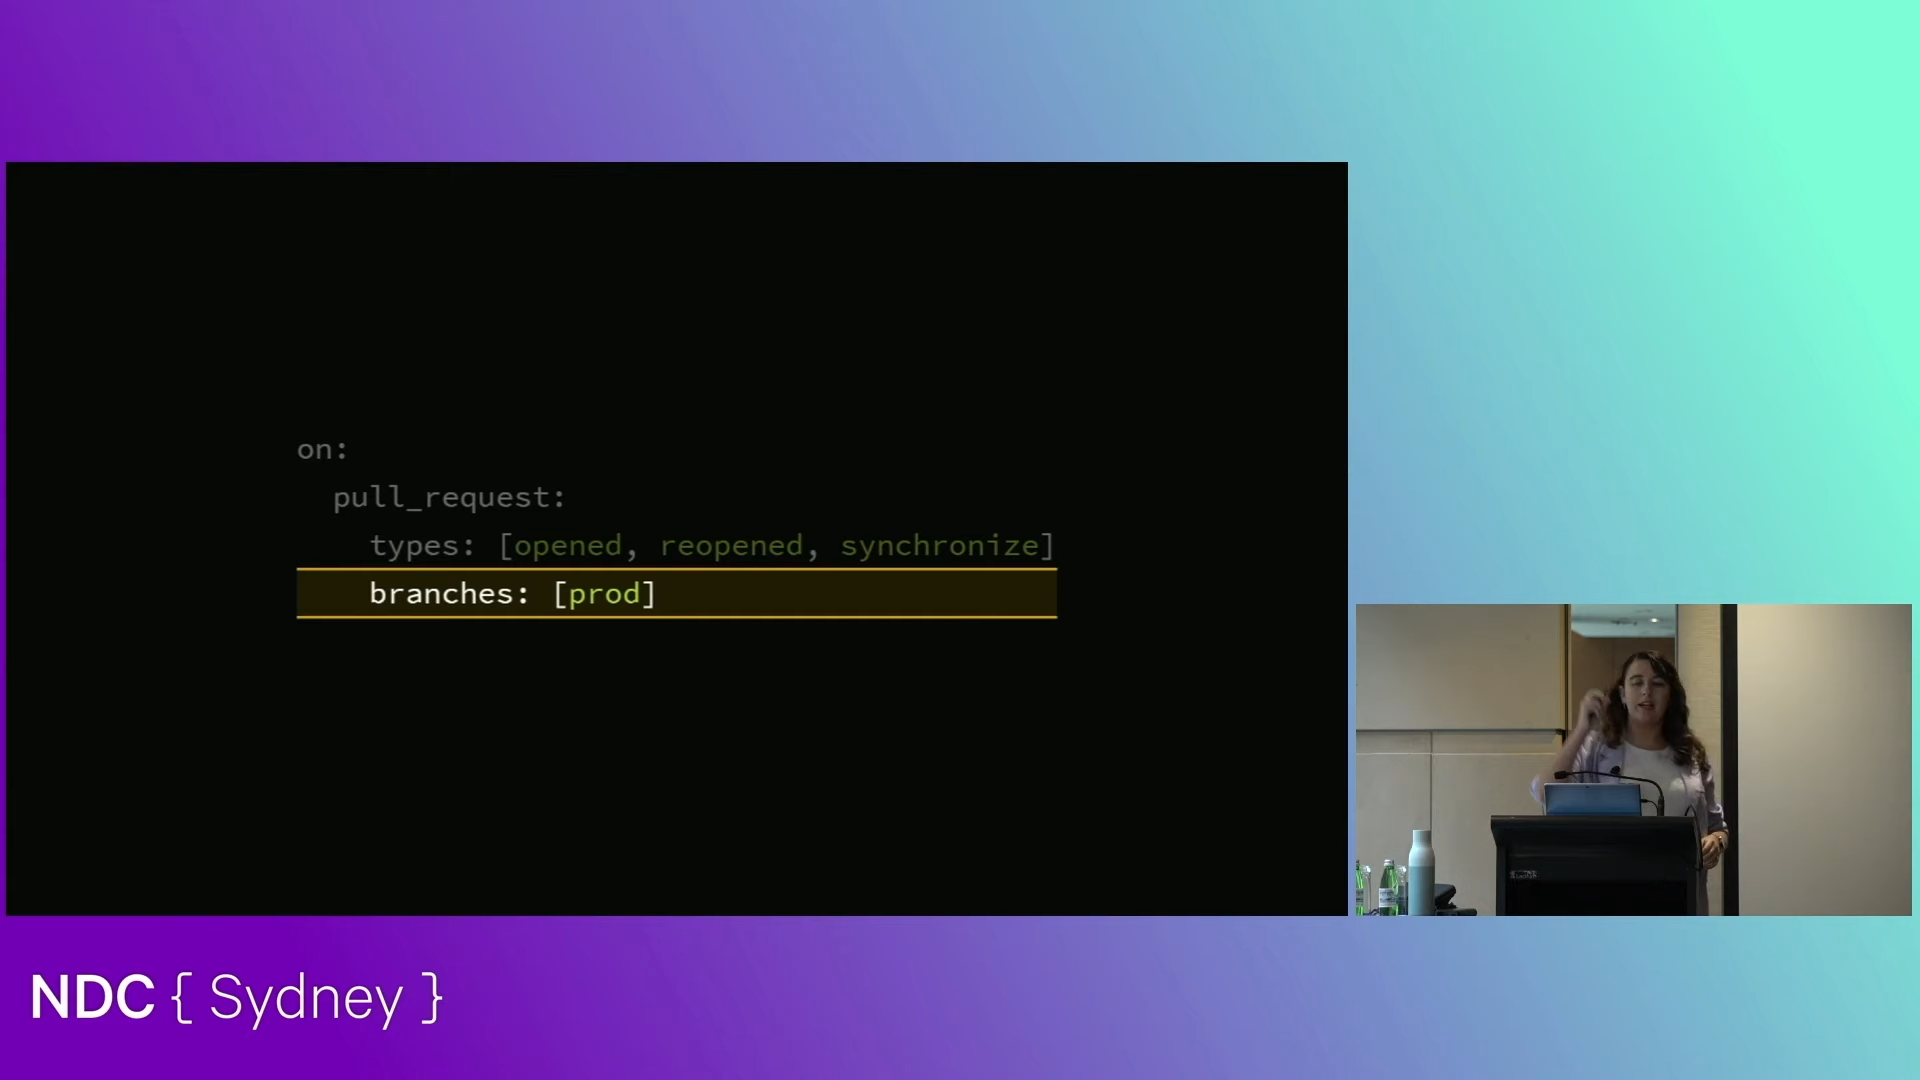 on:
pull_request:
types: [opened, reopened, synchronize]
branches: [prod]
NDC { Sydney }